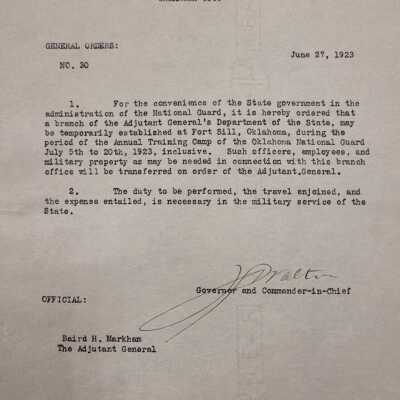 GENERAL ORDERS:
June 27, 1923
NO. 30
1. For the convenience of the State government in the
administration of the National Guard, it is hereby ordered that
a branch of the Adjutant General's Department of the State, may
be temporarily established at Fort Sill, Oklahoma, during the
period of the Annual Training Camp of the Oklahoma National Guard
July 5th to 20th, 1923, inclusive. Such officers, employees, and
military property as may be needed in connection with this branch
office will be transferred on order of the Adjutant.General.
2. The duty to be performed, the travel enjoined, and
the expense entailed, is necessary in the military service of the
State.
J Walton
Governor and Commander-in-Chief
OFFICIAL:
Baird H. Markham
The Adjutant General